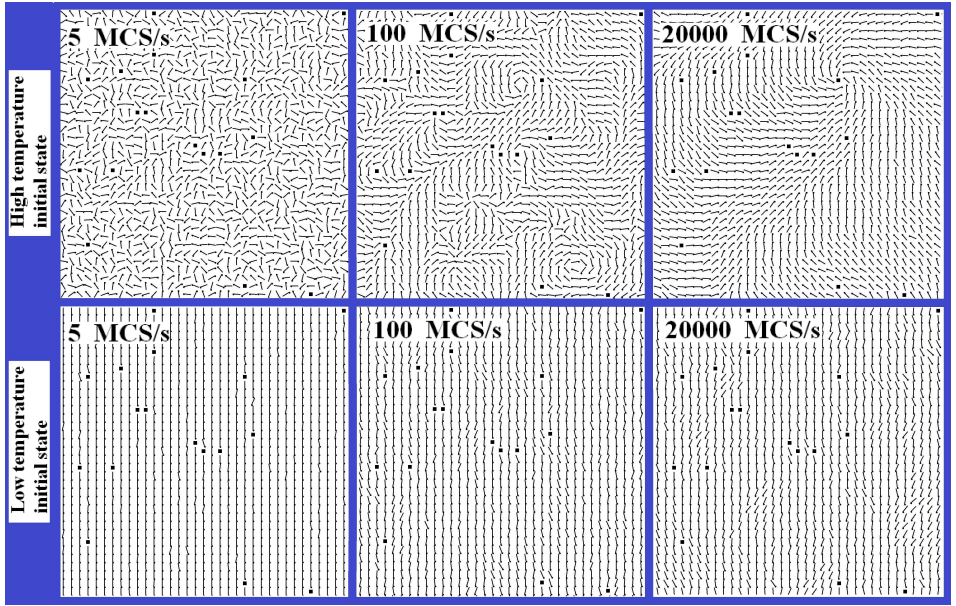 High temperature
initial state
5 MCS/s
100 MCS/s
20000 MCS/s
Low temperature
initial state
5 MCS/s
100 MCS/s
20000 MCS/s